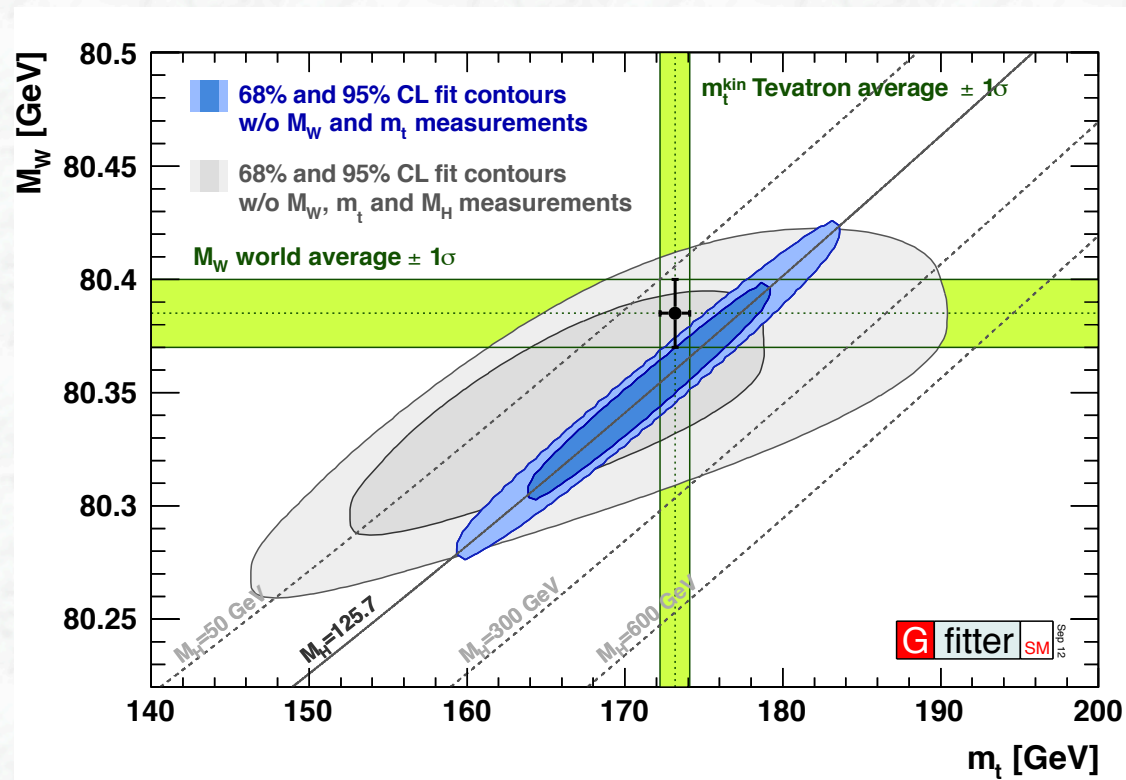 M_W [GeV]
80.5
80.45
80.4
80.35
80.3
80.25
68% and 95% CL fit contours
w/o M_W and m_t measurements
68% and 95% CL fit contours
w/o M_W, m_t and M_H measurements
m_t^kin Tevatron average ± 1σ
M_W world average ± 1σ
M_H=50 GeV
M_H=125.7
M_H=300 GeV
M_H=600 GeV
G fitter SM
Sep 12
140 150 160 170 180 190 200
m_t [GeV]